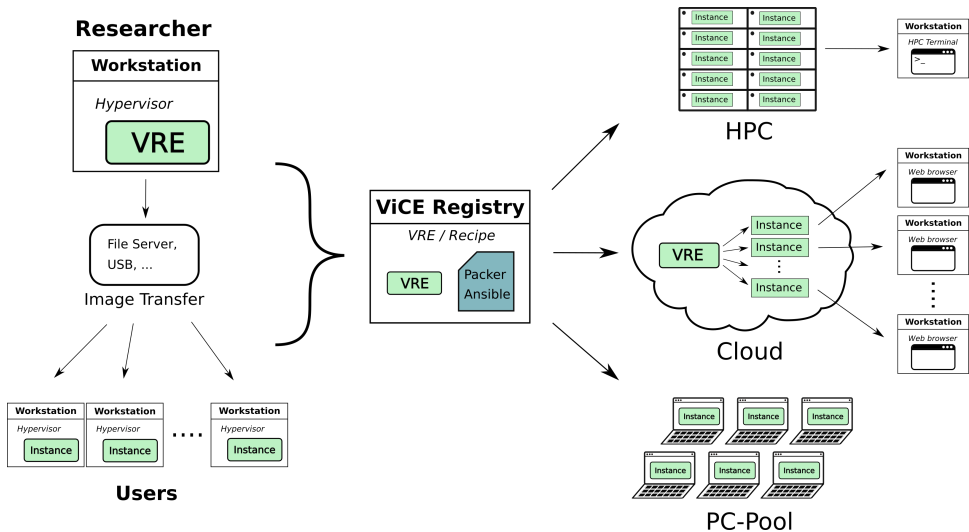 Researcher
Workstation
Hypervisor
VRE
File Server,
USB, ...
Image Transfer
Workstation
Hypervisor
Instance
Workstation
Hypervisor
Instance
....
Workstation
Hypervisor
Instance
Users
ViCE Registry
VRE / Recipe
VRE
Packer
Ansible
Instance Instance
Instance Instance
Instance Instance
Instance Instance
Instance Instance
HPC
Workstation
HPC Terminal
>_
VRE
Instance
Instance
Instance
Cloud
Workstation
Web browser
Workstation
Web browser
Workstation
Web browser
Instance Instance Instance
Instance Instance Instance
PC-Pool